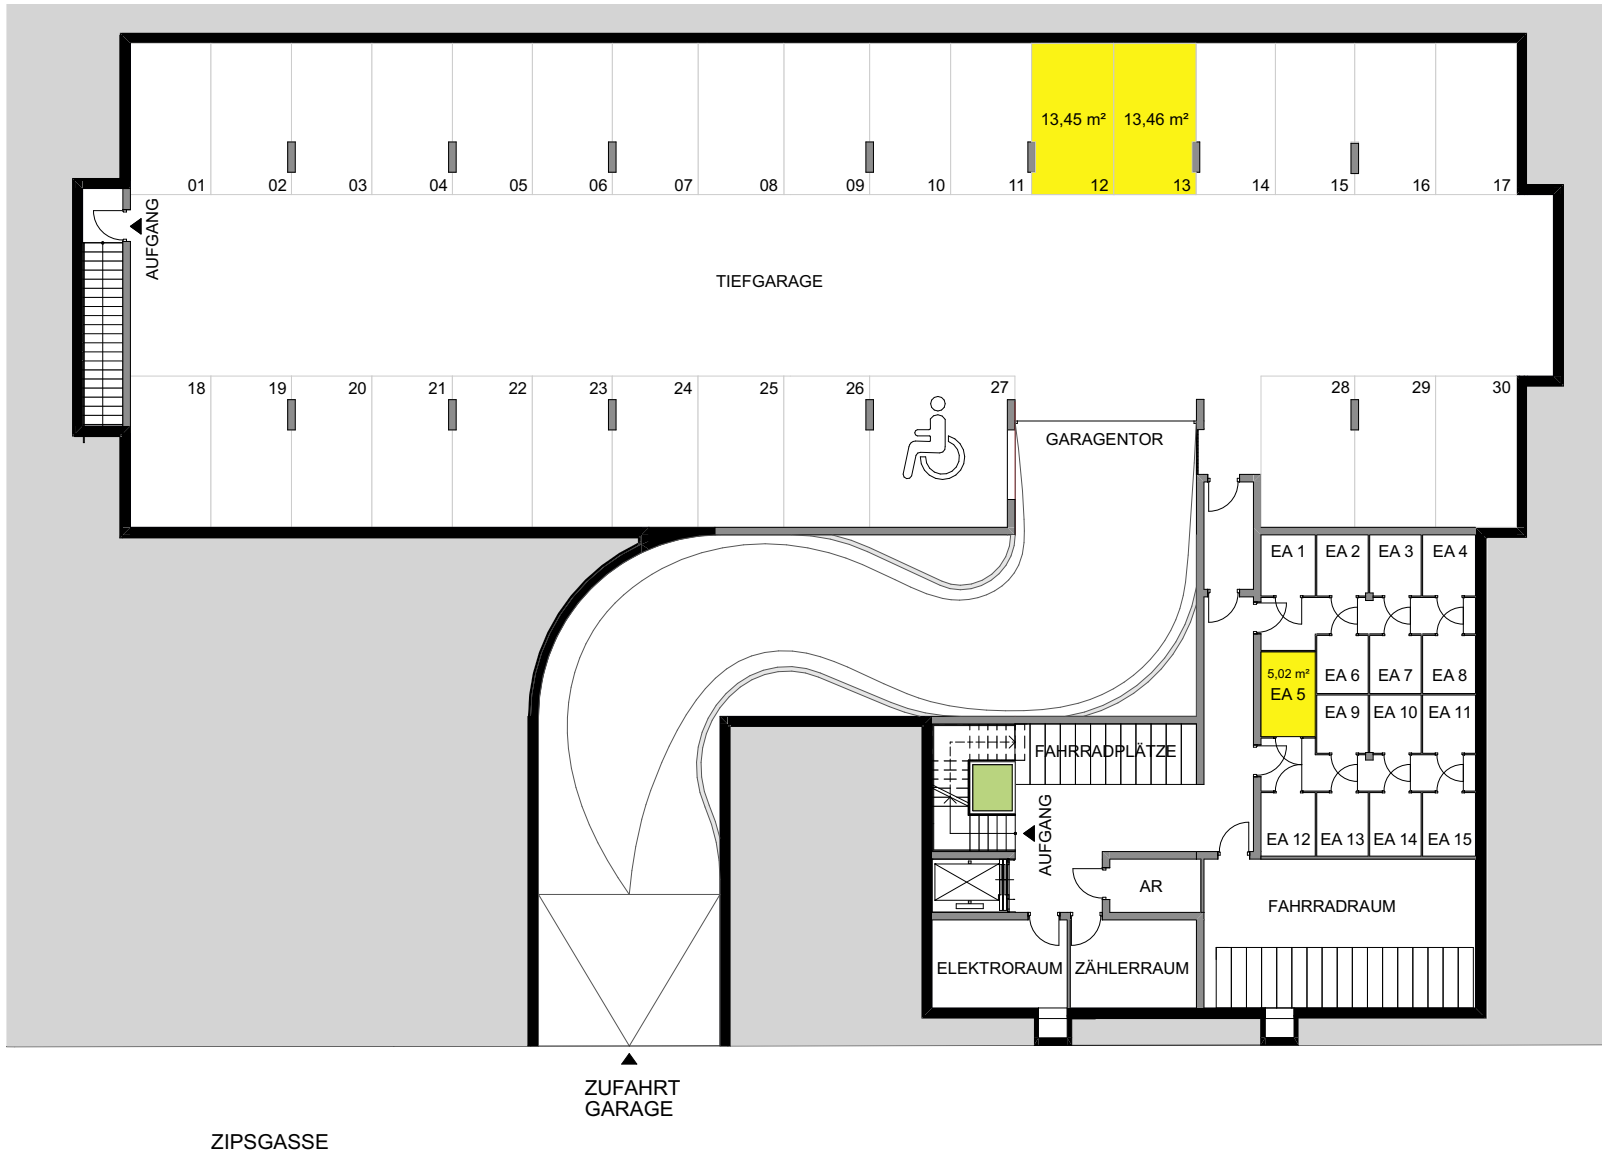 13,45 m² 13,46 m²
01 02 03 04 05 06 07 08 09 10 11 12 13 14 15 16 17
AUFGANG
TIEFGARAGE
18 19 20 21 22 23 24 25 26 27 28 29 30
GARAGENTOR
EA 1 EA 2 EA 3 EA 4
5,02 m²
EA 5 EA 6 EA 7 EA 8
EA 9 EA 10 EA 11
FAHRRADPLÄTZE
AUFGANG
EA 12 EA 13 EA 14 EA 15
AR
FAHRRADRAUM
ELEKTRORAUM ZÄHLERRAUM
ZUFAHRT
GARAGE
ZIPSGASSE